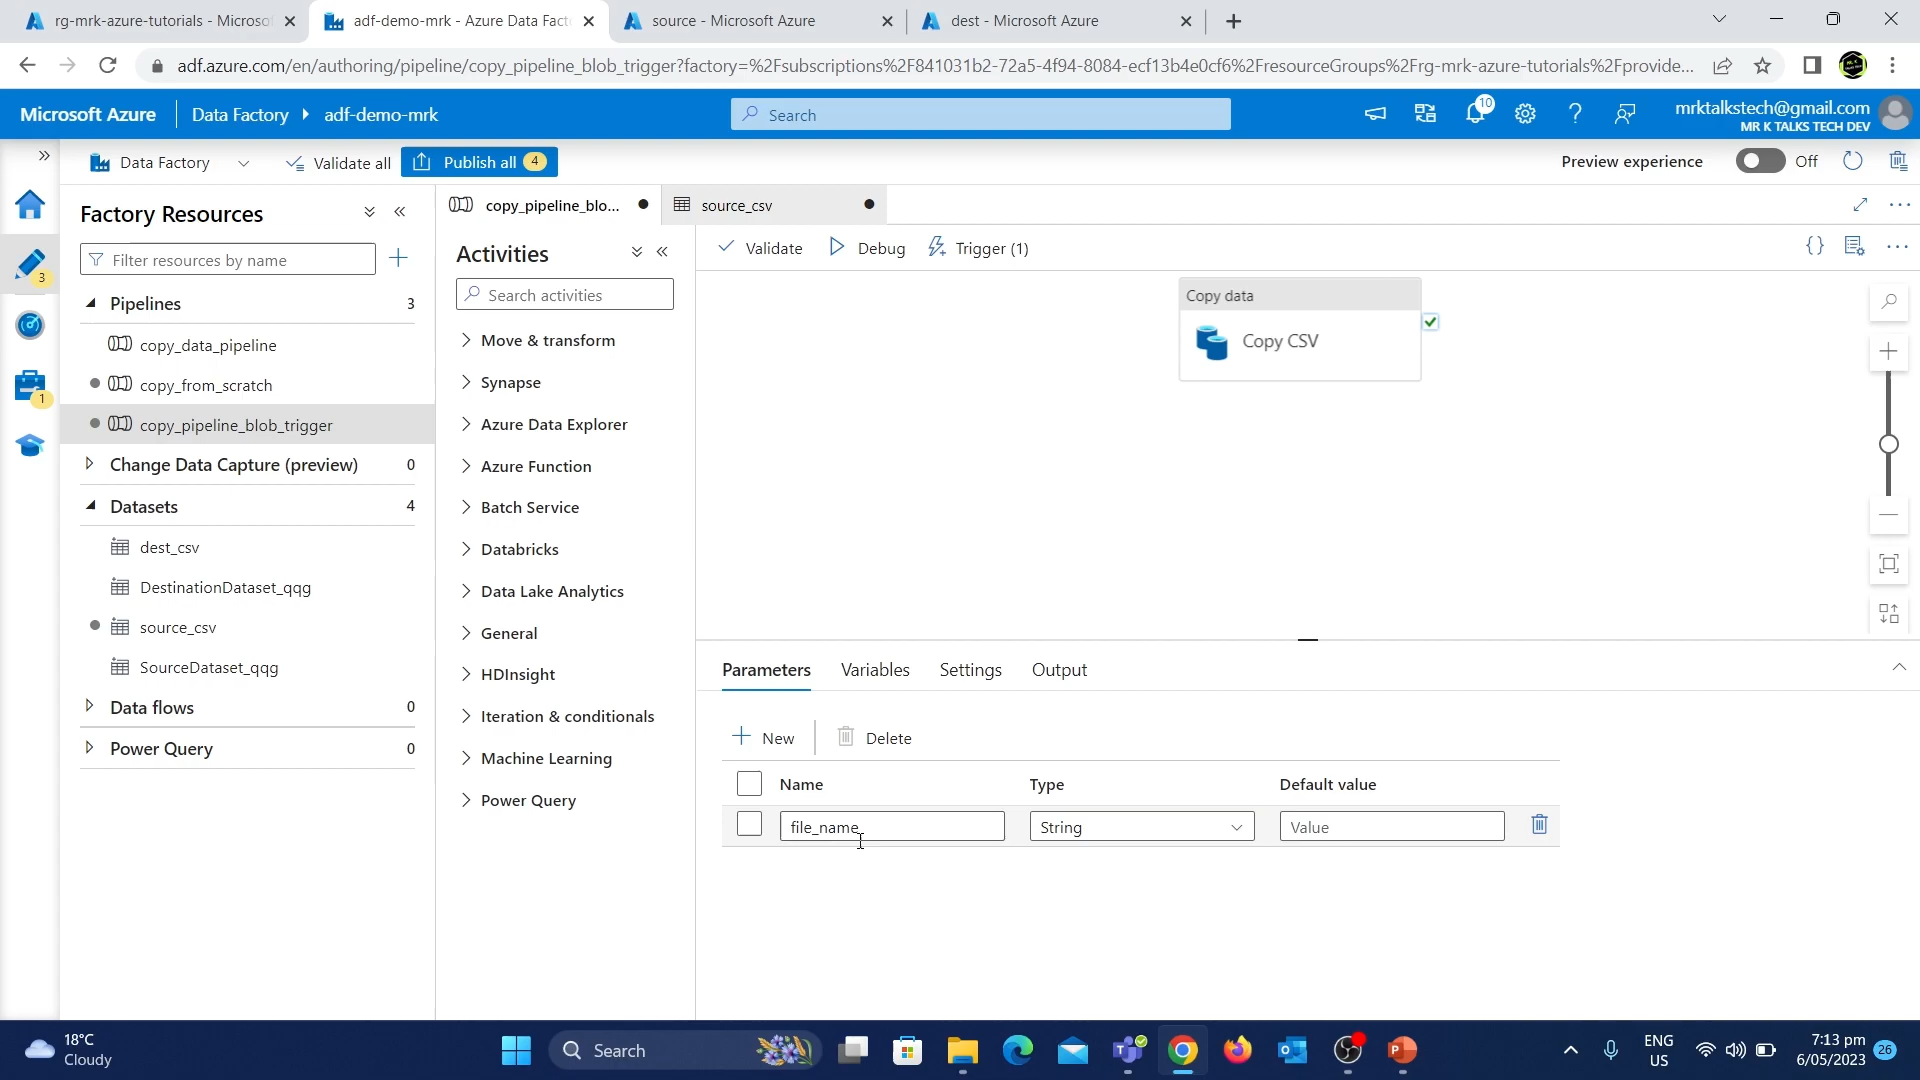 rg-mrk-azure-tutorials - Microsof
adf-demo-mrk - Azure Data Fact
source - Microsoft Azure
dest - Microsoft Azure
adf.azure.com/en/authoring/pipeline/copy_pipeline_blob_trigger?factory=%2Fsubscriptions%2F841031b2-72a5-4f94-8084-ecf13b4e0cf6%2FresourceGroups%2Frg-mrk-azure-tutorials%2Fprovide...
Microsoft Azure
Data Factory
adf-demo-mrk
Search
10
mrktalkstech@gmail.com
MR K TALKS TECH DEV
Data Factory
Validate all
Publish all 4
Preview experience
Off
3
1
Factory Resources
Filter resources by name
Pipelines 3
copy_data_pipeline
copy_from_scratch
copy_pipeline_blob_trigger
Change Data Capture (preview) 0
Datasets 4
dest_csv
DestinationDataset_qqg
source_csv
SourceDataset_qqg
Data flows 0
Power Query 0
copy_pipeline_blo...
source_csv
Activities
Search activities
Move & transform
Synapse
Azure Data Explorer
Azure Function
Batch Service
Databricks
Data Lake Analytics
General
HDInsight
Iteration & conditionals
Machine Learning
Power Query
Validate
Debug
Trigger (1)
{}
Copy data
Copy CSV
Parameters
Variables
Settings
Output
New
Delete
Name
Type
Default value
file_name
String
Value
18°C
Cloudy
Search
ENG
US
7:13 pm
6/05/2023
26